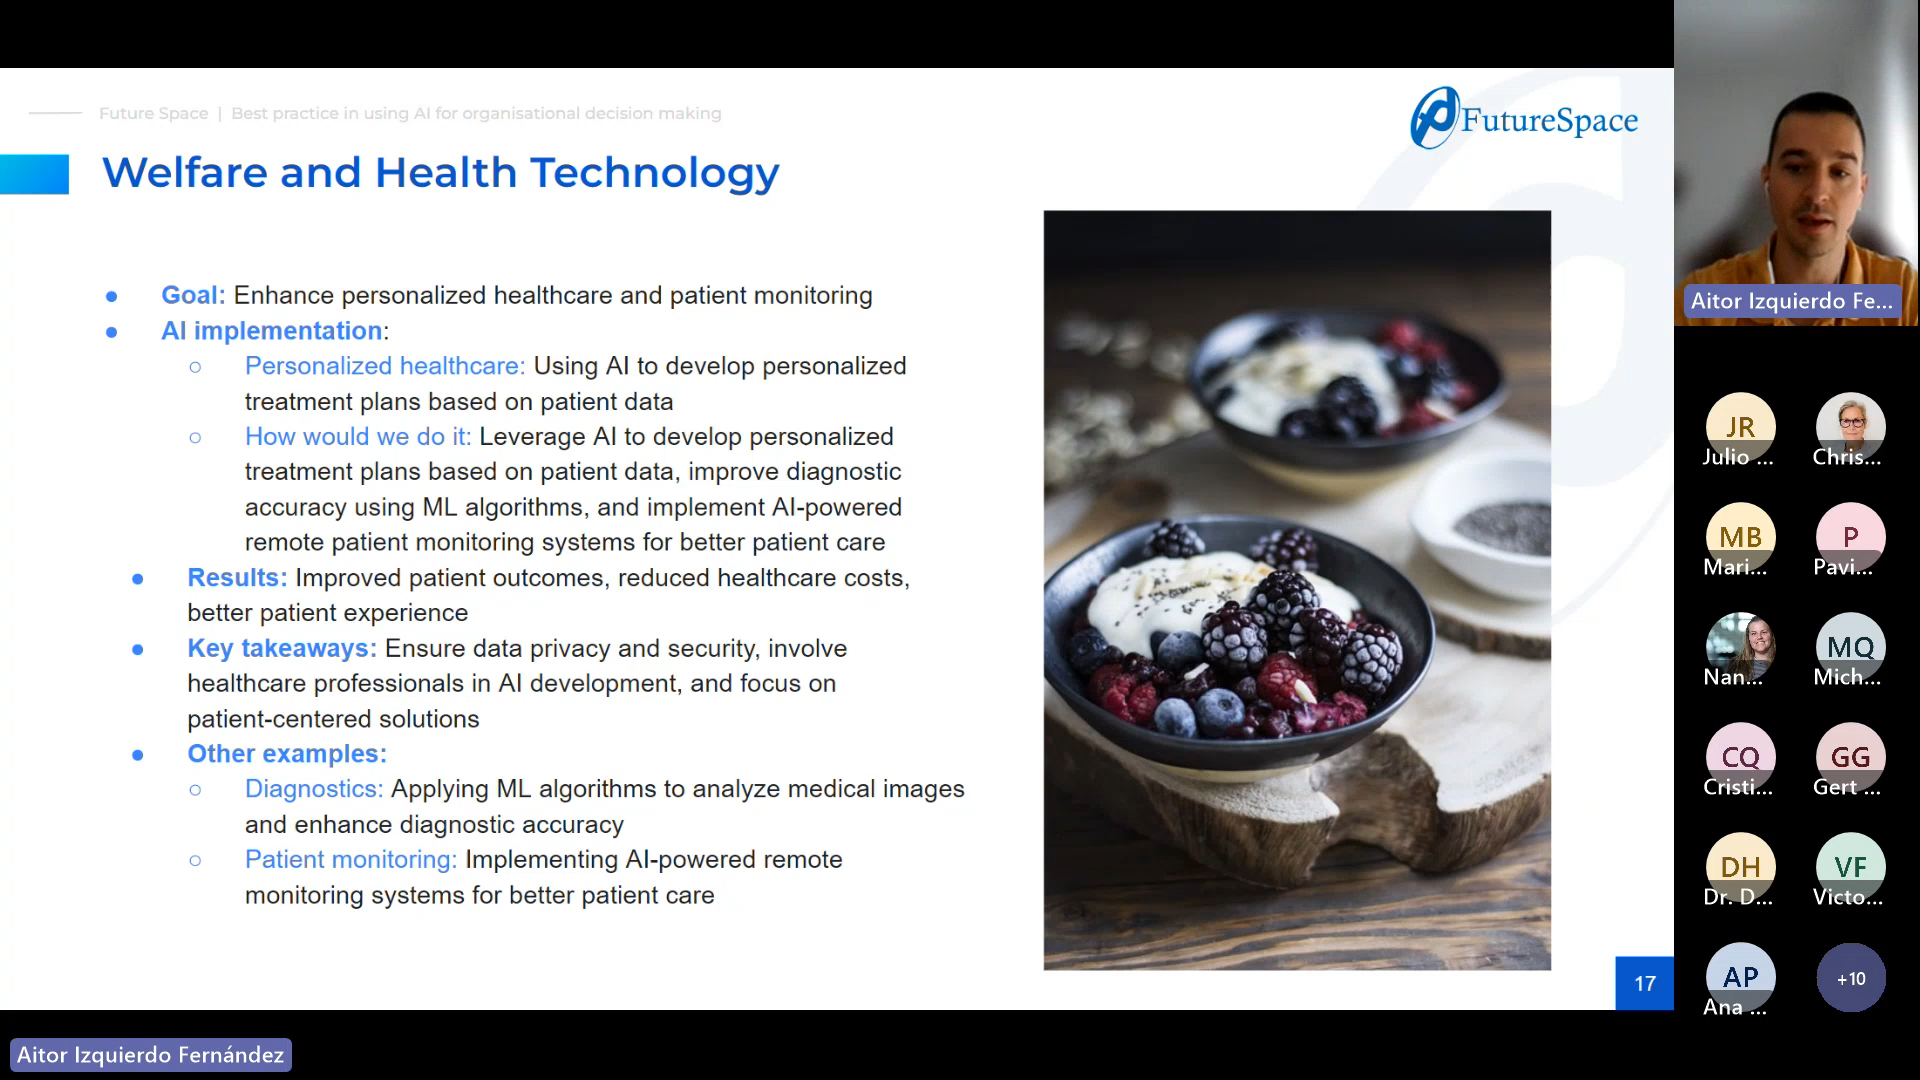 Future Space | Best practice in using AI for organisational decision making
FutureSpace
Welfare and Health Technology
● Goal: Enhance personalized healthcare and patient monitoring
● AI implementation:
○ Personalized healthcare: Using AI to develop personalized
treatment plans based on patient data
○ How would we do it: Leverage AI to develop personalized
treatment plans based on patient data, improve diagnostic
accuracy using ML algorithms, and implement AI-powered
remote patient monitoring systems for better patient care
● Results: Improved patient outcomes, reduced healthcare costs,
better patient experience
● Key takeaways: Ensure data privacy and security, involve
healthcare professionals in AI development, and focus on
patient-centered solutions
● Other examples:
○ Diagnostics: Applying ML algorithms to analyze medical images
and enhance diagnostic accuracy
○ Patient monitoring: Implementing AI-powered remote
monitoring systems for better patient care
17
Aitor Izquierdo Fernández
Aitor Izquierdo Fe...
JR
Julio ...
Chris...
MB
Mari...
P
Pavi...
Nan...
MQ
Mich...
CQ
Cristi...
GG
Gert ...
DH
Dr. D...
VF
Victo...
AP
Ana ...
+10